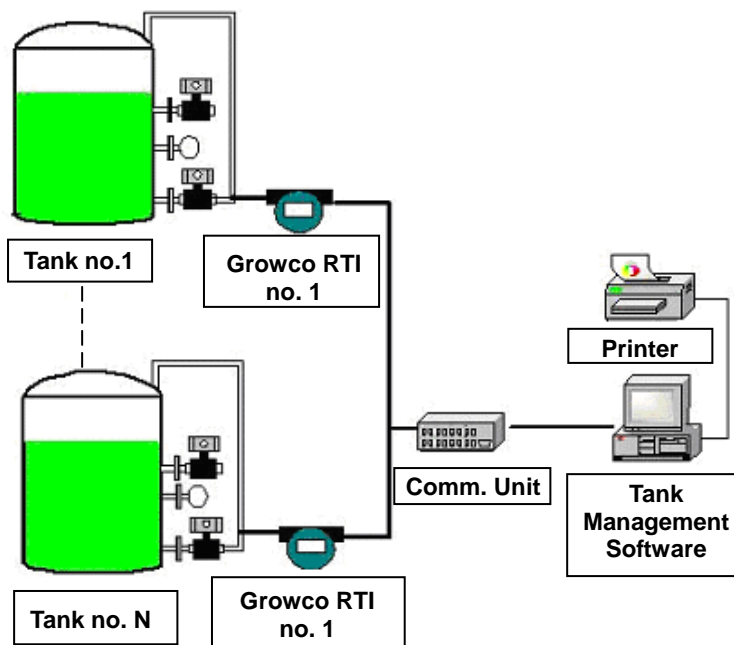 Tank no.1
Growco RTI
no. 1
Printer
Comm. Unit
Tank
Management
Software
Tank no. N
Growco RTI
no. 1